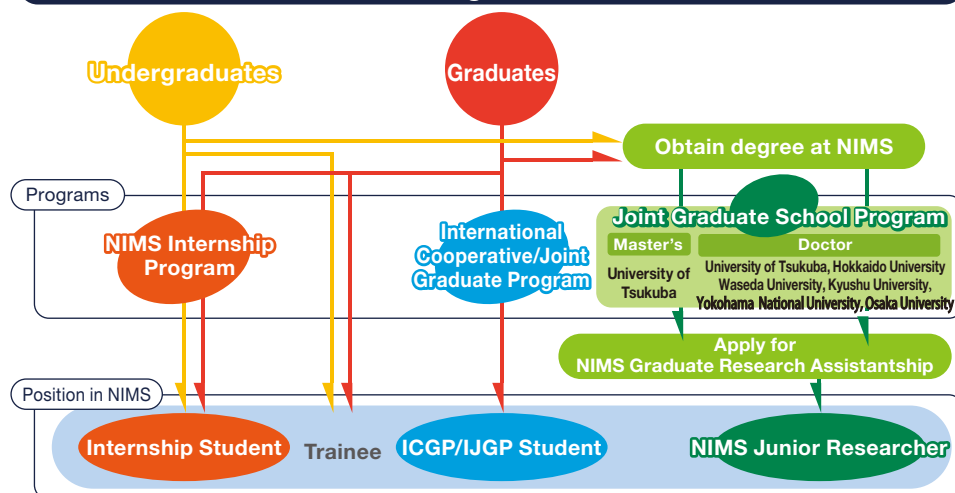 Undergraduates
Graduates
Obtain degree at NIMS
Programs
NIMS Internship
Program
International
Cooperative/Joint
Graduate Program
Joint Graduate School Program
Master's
Doctor
University of
Tsukuba
University of Tsukuba, Hokkaido University
Waseda University, Kyushu University,
Yokohama National University, Osaka University
Apply for
NIMS Graduate Research Assistantship
Position in NIMS
Internship Student
Trainee
ICGP/IJGP Student
NIMS Junior Researcher